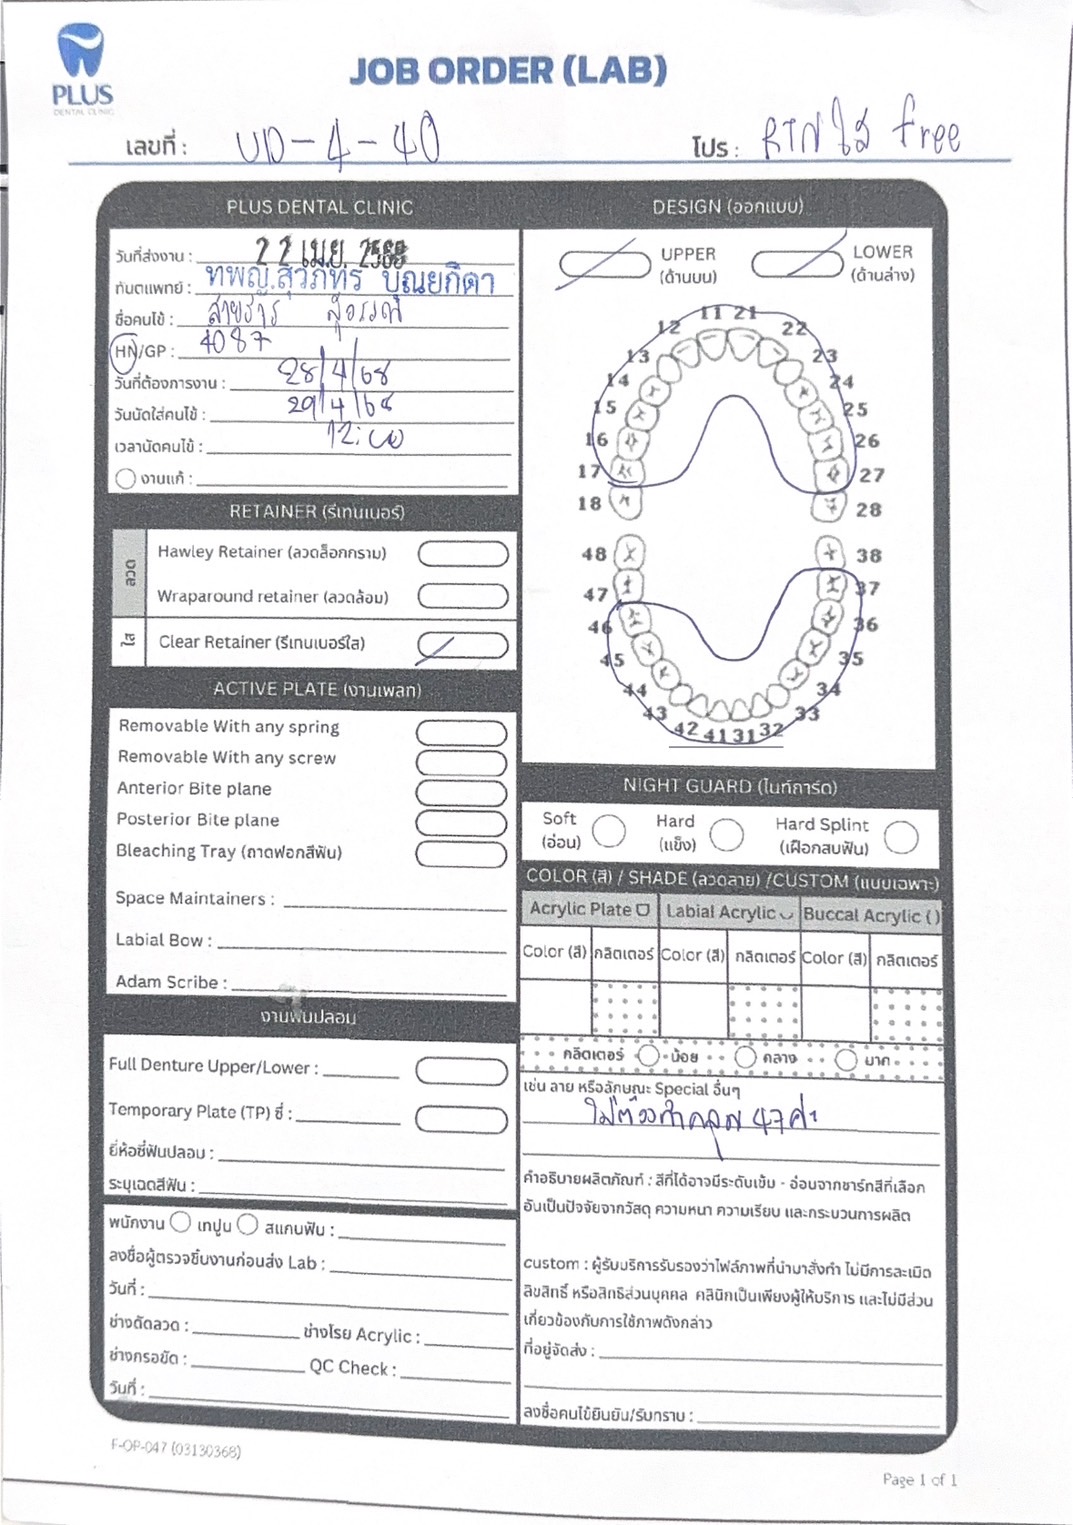 PLUS
DENTAL CLINIC
JOB ORDER (LAB)
เลขที่ : UD-4-40
โปร : RTNใส free
PLUS DENTAL CLINIC
วันที่ส่งงาน : 22 เม.ย. 2568
ทันตแพทย์ : ทพญ.สุวภัทร บุณยกิดา
ชื่อคนไข้ : สายธาร
HN/GP : 4087
วันที่ต้องการงาน : 28/4/68
วันนัดใส่คนไข้ : 29/4/68
เวลานัดคนไข้ : 12:00
งานแก้ :
RETAINER (รีเทนเนอร์)
ลวด
Hawley Retainer (ลวดล็อกกราม)
Wraparound retainer (ลวดล้อม)
ใส
Clear Retainer (รีเทนเนอร์ใส)
ACTIVE PLATE (งานเพลท)
Removable With any spring
Removable With any screw
Anterior Bite plane
Posterior Bite plane
Bleaching Tray (ถาดฟอกสีฟัน)
Space Maintainers :
Labial Bow :
Adam Scribe :
งานฟันปลอม
Full Denture Upper/Lower :
Temporary Plate (TP) ซี่ :
ยี่ห้อซี่ฟันปลอม :
ระบุเฉดสีฟัน :
พนักงาน เทปูน สแกนฟัน :
ลงชื่อผู้ตรวจชิ้นงานก่อนส่ง Lab :
วันที่ :
ช่างดัดลวด : ช่างโรย Acrylic :
ช่างกรอขัด : QC Check :
วันที่ :
DESIGN (ออกแบบ)
UPPER
(ด้านบน)
LOWER
(ด้านล่าง)
11 21
12 22
13 23
14 24
15 25
16 26
17 27
18 28
48 38
47 37
46 36
45 35
44 34
43 33
42 41 31 32
NIGHT GUARD (ไนท์การ์ด)
Soft
(อ่อน)
Hard
(แข็ง)
Hard Splint
(เฝือกสบฟัน)
COLOR (สี) / SHADE (ลวดลาย) /CUSTOM (แบบเฉพาะ)
Acrylic Plate Labial Acrylic Buccal Acrylic ( )
Color (สี) กลิตเตอร์ Color (สี) กลิตเตอร์ Color (สี) กลิตเตอร์
กลิตเตอร์ น้อย กลาง มาก
เช่น ลาย หรือลักษณะ Special อื่นๆ
ไม่ต้องทำคลุม 47 ค่ะ
คำอธิบายผลิตภัณฑ์ : สีที่ได้อาจมีระดับเข้ม - อ่อนจากชาร์ทสีที่เลือก
อันเป็นปัจจัยจากวัสดุ ความหนา ความเรียบ และกระบวนการผลิต
custom : ผู้รับบริการรับรองว่าไฟล์ภาพที่นำมาสั่งทำ ไม่มีการละเมิด
ลิขสิทธิ์ หรือสิทธิส่วนบุคคล คลินิกเป็นเพียงผู้ให้บริการ และไม่มีส่วน
เกี่ยวข้องกับการใช้ภาพดังกล่าว
ที่อยู่จัดส่ง :
ลงชื่อคนไข้ยืนยัน/รับทราบ :
F-OP-047 (03130368)
Page 1 of 1